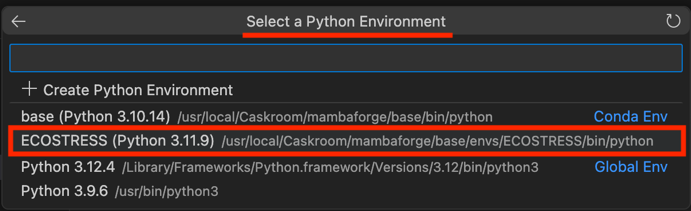 Select a Python Environment
Create Python Environment
base (Python 3.10.14) /usr/local/Caskroom/mambaforge/base/bin/python Conda Env
ECOSTRESS (Python 3.11.9) /usr/local/Caskroom/mambaforge/base/envs/ECOSTRESS/bin/python
Python 3.12.4 /Library/Frameworks/Python.framework/Versions/3.12/bin/python3 Global Env
Python 3.9.6 /usr/bin/python3